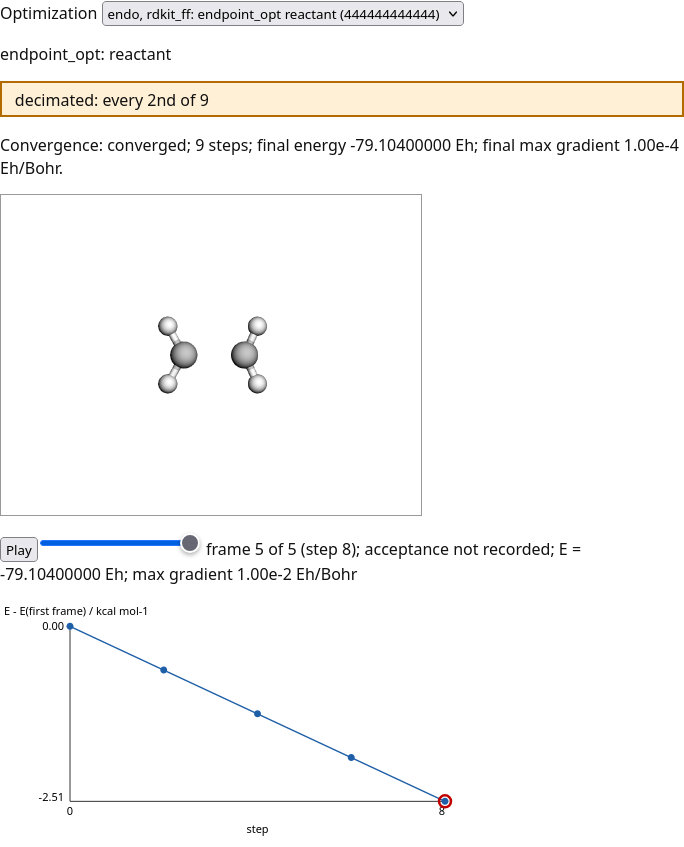 Optimization endo, rdkit_ff: endpoint_opt reactant (444444444444)
endpoint_opt: reactant
decimated: every 2nd of 9
Convergence: converged; 9 steps; final energy -79.10400000 Eh; final max gradient 1.00e-4
Eh/Bohr.
Play frame 5 of 5 (step 8); acceptance not recorded; E =
-79.10400000 Eh; max gradient 1.00e-2 Eh/Bohr
E - E(first frame) / kcal mol-1
0.00
-2.51
0 8
step